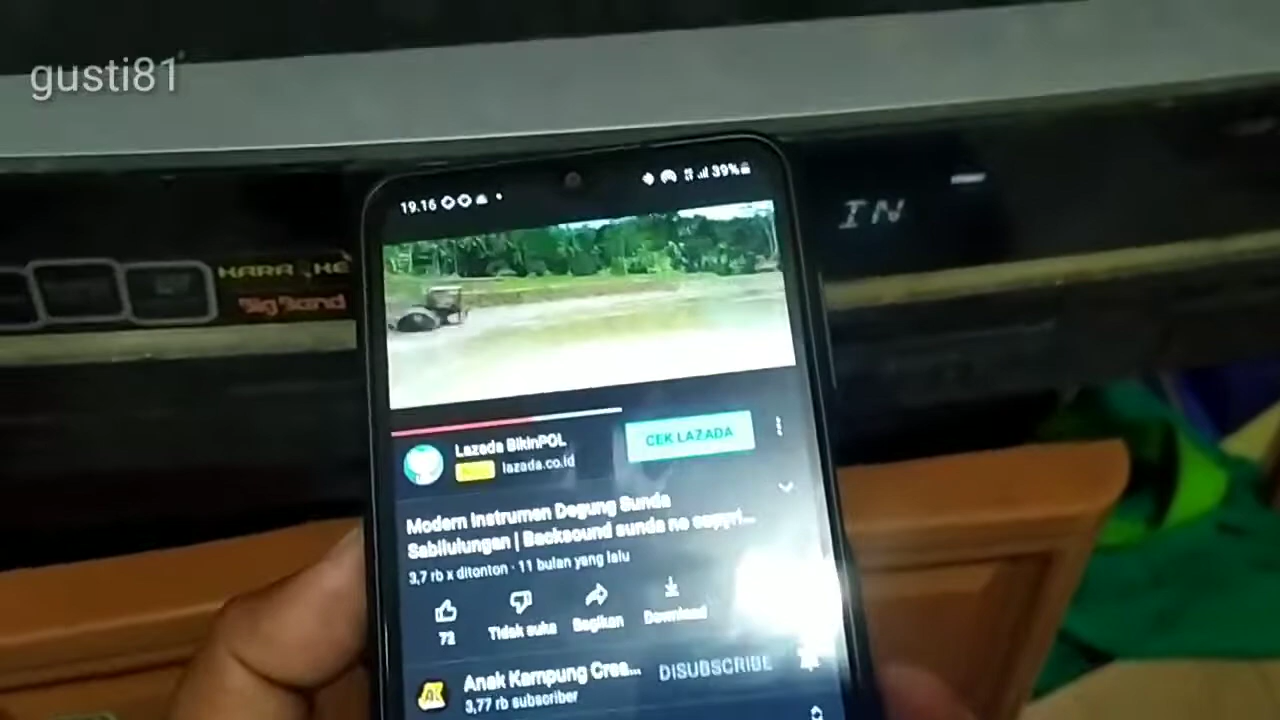 gusti81
19.16
39%
IN
KARAOKE
BigBand
Lazada BikinPOL
lazada.co.id
CEK LAZADA
Modern Instrumen Degung Sunda
Sabilulungan | Backsound sunda no copyri...
3,7 rb x ditonton · 11 bulan yang lalu
72
Tidak suka
Bagikan
Download
Anak Kampung Crea...
DISUBSCRIBE
3,77 rb subscriber